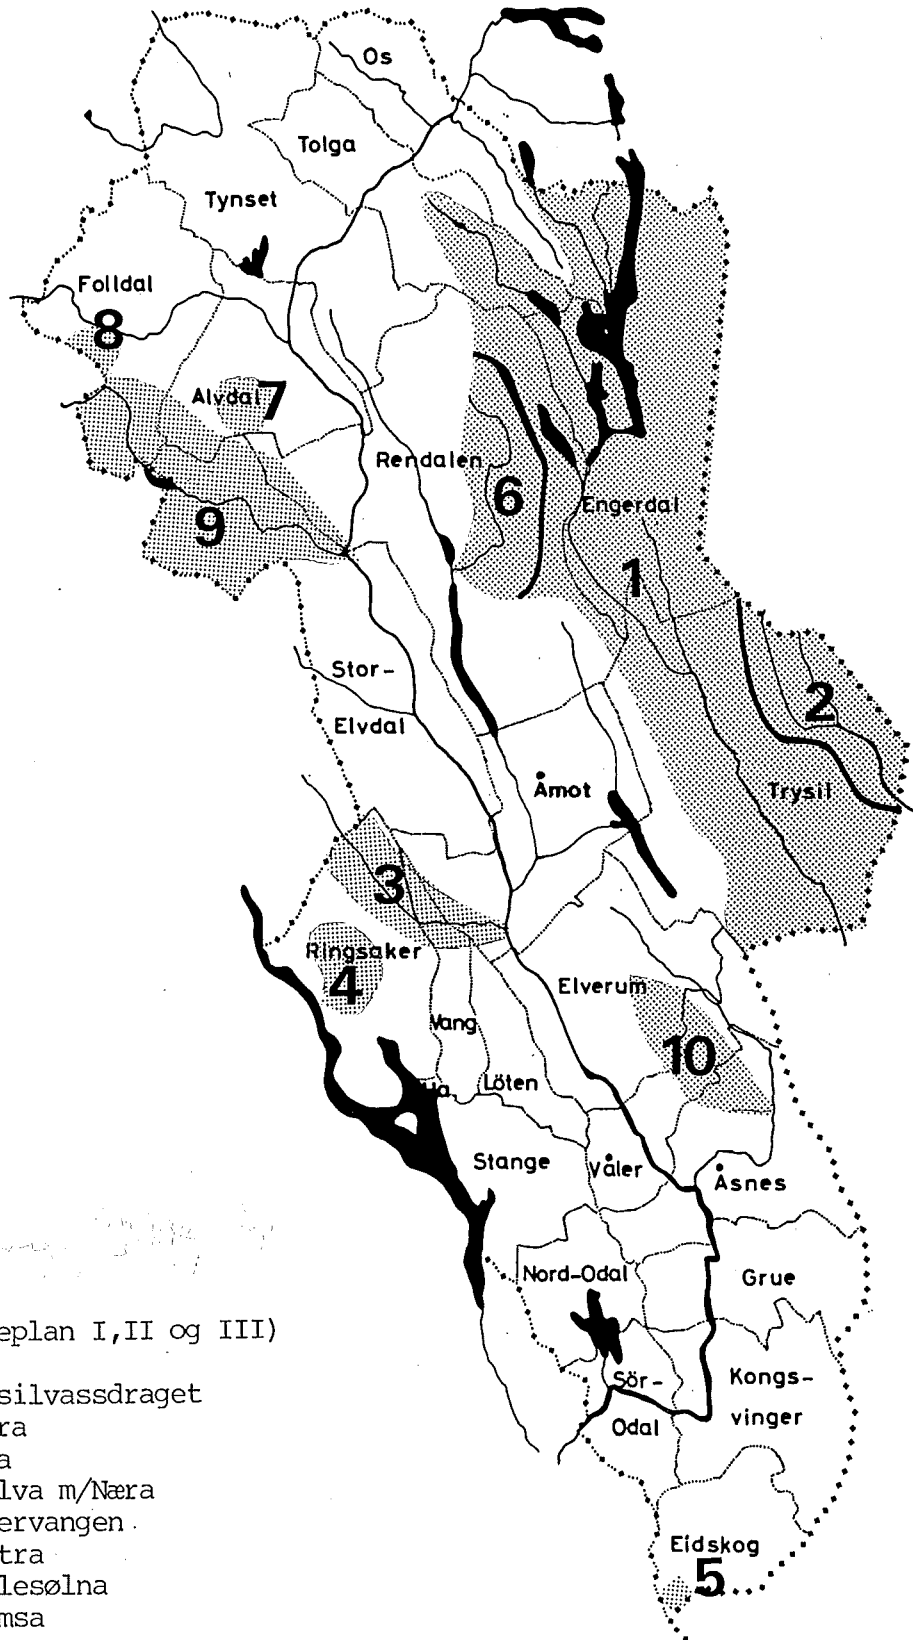 Os
Tolga
Tynset
Folldal
8
Alvdal 7
Rendalen
6
Engerdal
9
1
Stor-
2
Elvdal
Åmot
Trysil
3
Ringsaker
4
Elverum
Vang
10
Löten
Stange
Våler
Åsnes
Nord-Odal
Grue
eplan I,II og III)
Sör-
Kongs-
silvassdraget
vinger
ra
Odal
a
lva m/Næra
ervangen
Eidskog
tra
5
lesølna
msa